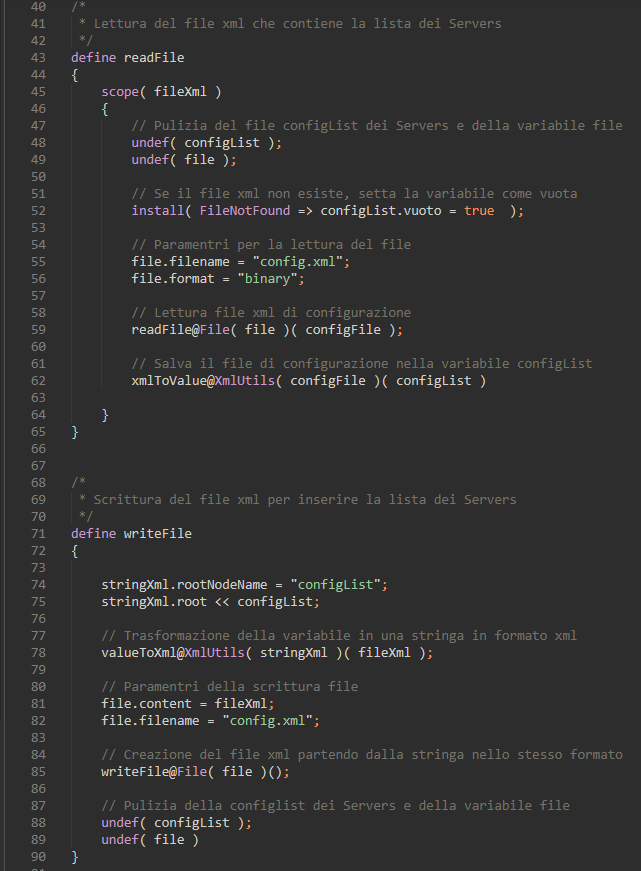 40 /*
41  * Lettura del file xml che contiene la lista dei Servers
42  */
43 define readFile
44 {
45     scope( fileXml )
46     {
47         // Pulizia del file configList dei Servers e della variabile file
48         undef( configList );
49         undef( file );
50
51         // Se il file xml non esiste, setta la variabile come vuota
52         install( FileNotFound => configList.vuoto = true  );
53
54         // Paramentri per la lettura del file
55         file.filename = "config.xml";
56         file.format = "binary";
57
58         // Lettura file xml di configurazione
59         readFile@File( file )( configFile );
60
61         // Salva il file di configurazione nella variabile configList
62         xmlToValue@XmlUtils( configFile )( configList )
63
64     }
65 }
66
67
68 /*
69  * Scrittura del file xml per inserire la lista dei Servers
70  */
71 define writeFile
72 {
73
74     stringXml.rootNodeName = "configList";
75     stringXml.root << configList;
76
77     // Trasformazione della variabile in una stringa in formato xml
78     valueToXml@XmlUtils( stringXml )( fileXml );
79
80     // Paramentri della scrittura file
81     file.content = fileXml;
82     file.filename = "config.xml";
83
84     // Creazione del file xml partendo dalla stringa nello stesso formato
85     writeFile@File( file )();
86
87     // Pulizia della configlist dei Servers e della variabile file
88     undef( configList );
89     undef( file )
90 }